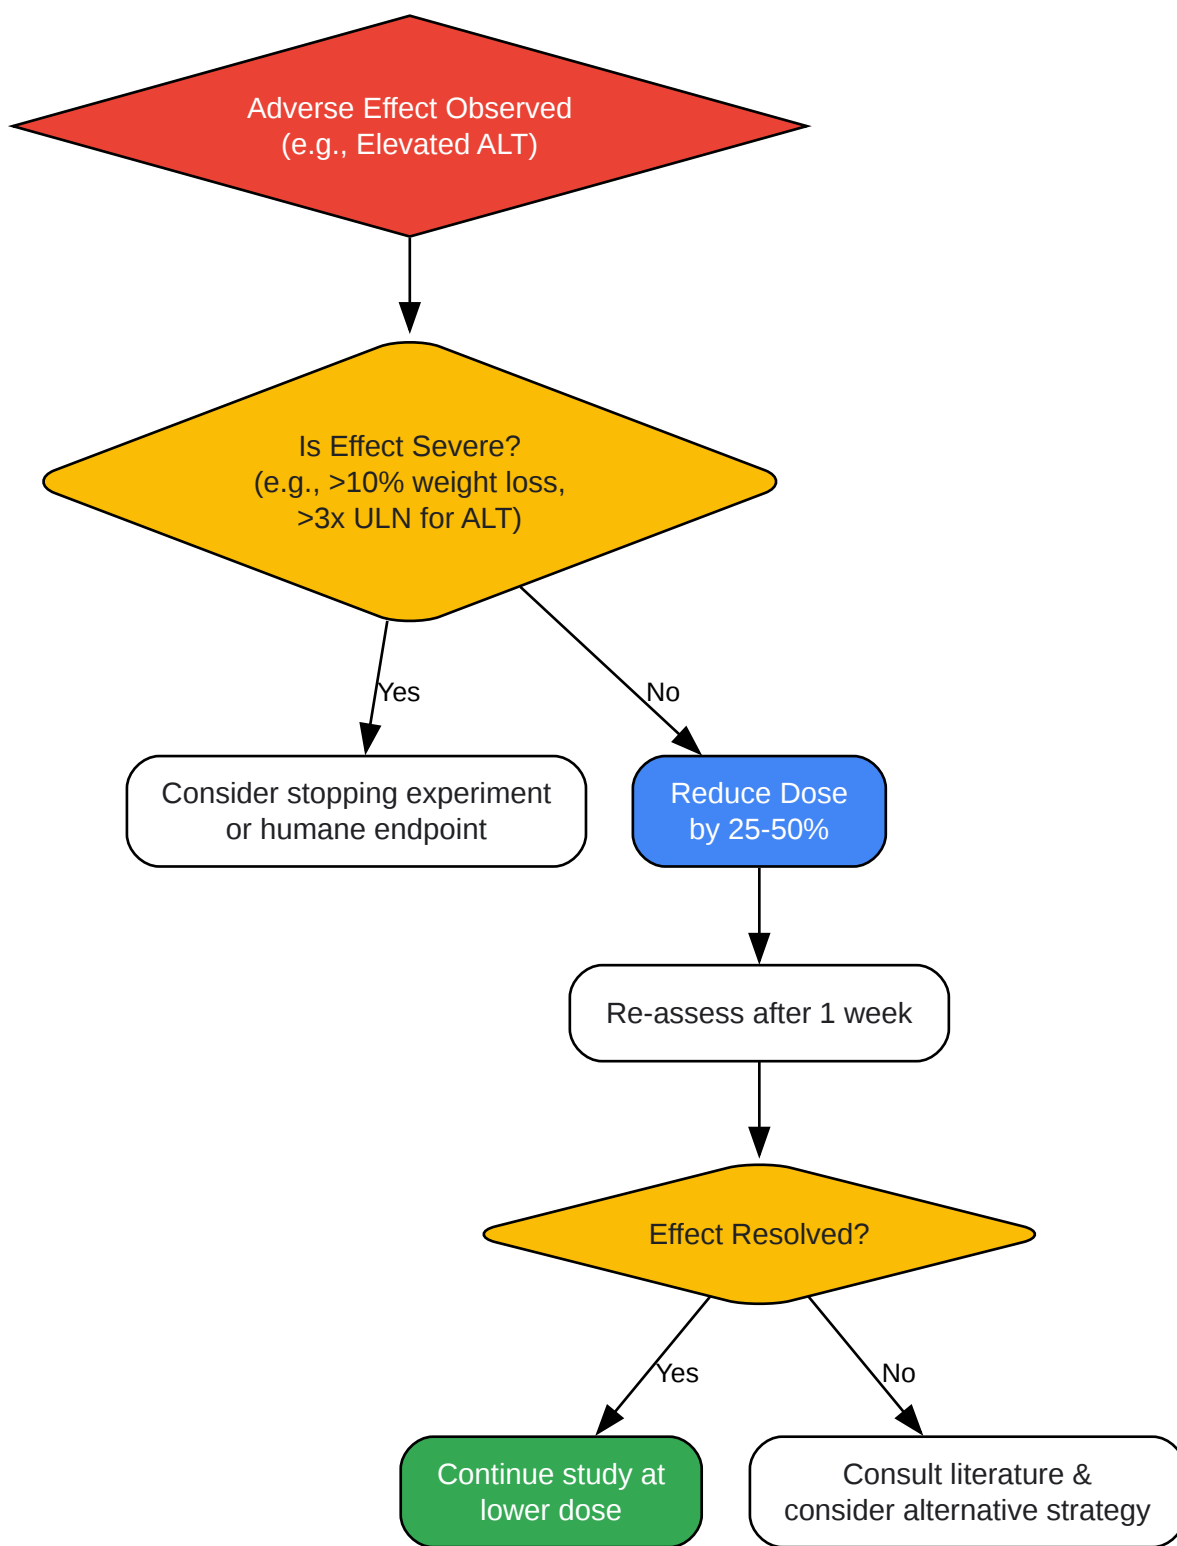 Adverse Effect Observed
(e.g., Elevated ALT)
Is Effect Severe?
(e.g., >10% weight loss,
>3x ULN for ALT)
Yes
No
Consider stopping experiment
or humane endpoint
Reduce Dose
by 25-50%
Re-assess after 1 week
Effect Resolved?
Yes
No
Continue study at
lower dose
Consult literature &
consider alternative strategy